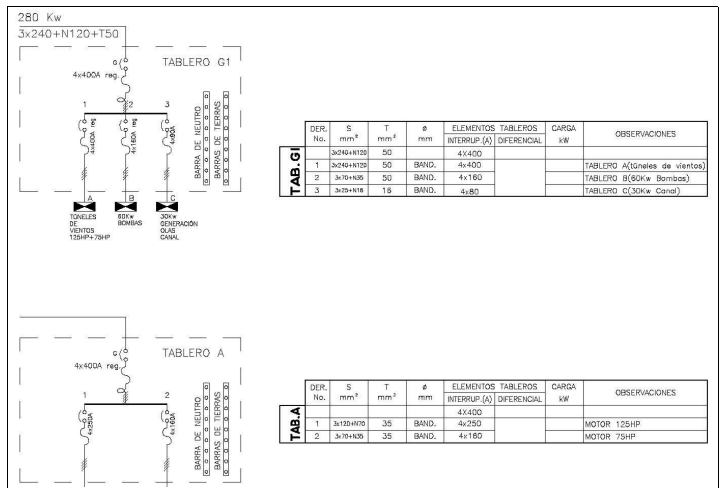 280 Kw
3x240+N120+T50
TABLERO G1
G
4x400A reg.
1 2 3
4x400A reg
4x160A reg
4x80A
BARRA DE NEUTRO
BARRAS DE TIERRAS
A B C
TÚNELES DE VIENTOS 125HP+75HP
60Kw BOMBAS
30Kw GENERACIÓN OLAS CANAL
TAB.G1
DER. No. S mm² T mm² ø mm ELEMENTOS TABLEROS INTERRUP.(A) DIFERENCIAL CARGA kW OBSERVACIONES
3x240+N120 50 4X400
1 3x240+N120 50 BAND. 4x400 TABLERO A(túneles de vientos)
2 3x70+N35 50 BAND. 4x160 TABLERO B(60Kw Bombas)
3 3x25+N16 16 BAND. 4x80 TABLERO C(30Kw Canal)
TABLERO A
G
4x400A reg.
1 2
4x250A
4x160A
BARRA DE NEUTRO
BARRAS DE TIERRAS
TAB.A
DER. No. S mm² T mm² ø mm ELEMENTOS TABLEROS INTERRUP.(A) DIFERENCIAL CARGA kW OBSERVACIONES
4X400
1 3x120+N70 35 BAND. 4x250 MOTOR 125HP
2 3x70+N35 35 BAND. 4x160 MOTOR 75HP